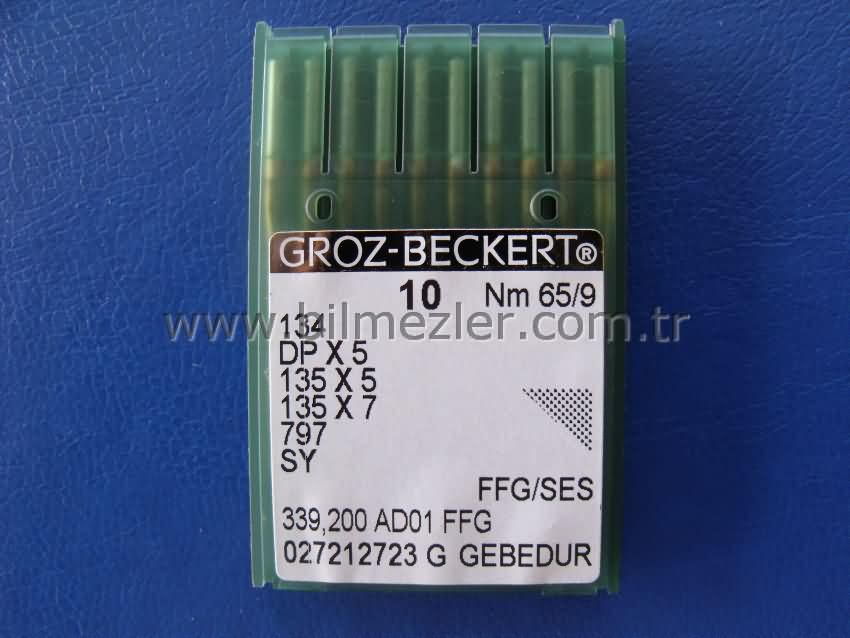 GROZ-BECKERT®
10 Nm 65/9
www.bilmezler.com.tr
134
DP X 5
135 X 5
135 X 7
797
SY
FFG/SES
339,200 AD01 FFG
027212723 G GEBEDUR